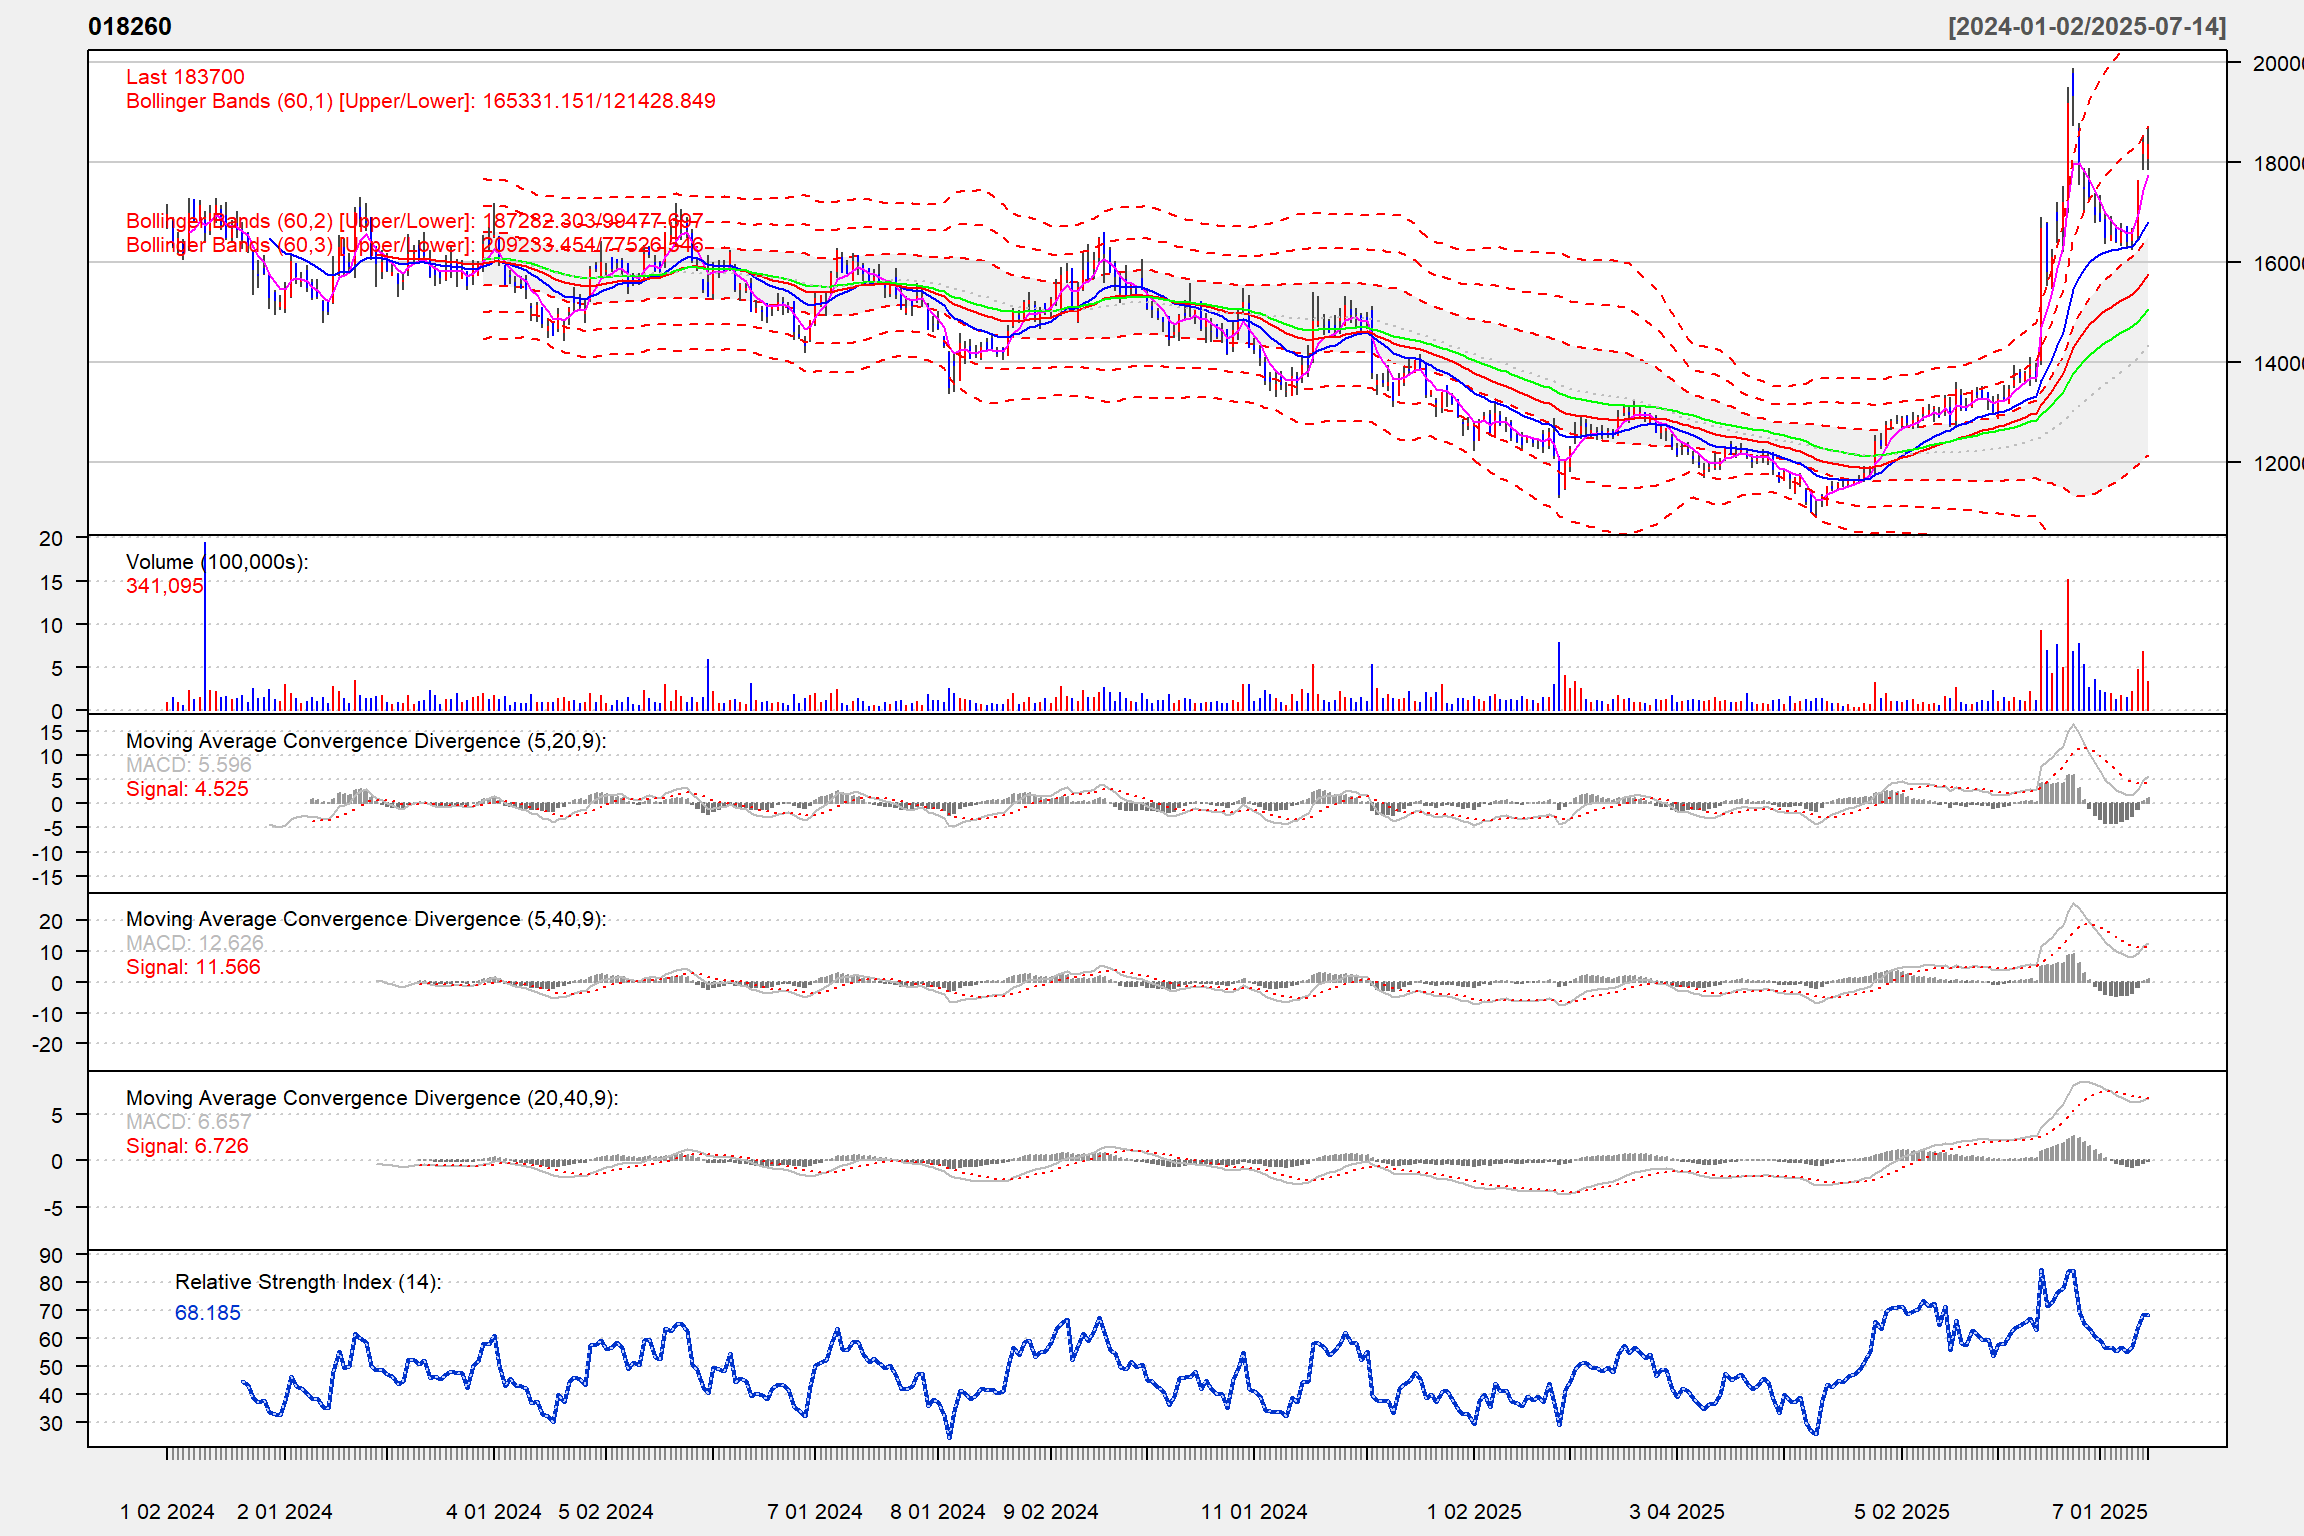 018260
[2024-01-02/2025-07-14]
Last 183700
Bollinger Bands (60,1) [Upper/Lower]: 165331.151/121428.849
Bollinger Bands (60,2) [Upper/Lower]: 187282.303/99477.697
Bollinger Bands (60,3) [Upper/Lower]: 209233.454/77526.546
20000
18000
16000
14000
12000
Volume (100,000s):
341,095
20
15
10
5
0
Moving Average Convergence Divergence (5,20,9):
MACD: 5.596
Signal: 4.525
15
10
5
0
-5
-10
-15
Moving Average Convergence Divergence (5,40,9):
MACD: 12.626
Signal: 11.566
20
10
0
-10
-20
Moving Average Convergence Divergence (20,40,9):
MACD: 6.657
Signal: 6.726
5
0
-5
Relative Strength Index (14):
68.185
90
80
70
60
50
40
30
1 02 2024 2 01 2024 4 01 2024 5 02 2024 7 01 2024 8 01 2024 9 02 2024 11 01 2024 1 02 2025 3 04 2025 5 02 2025 7 01 2025